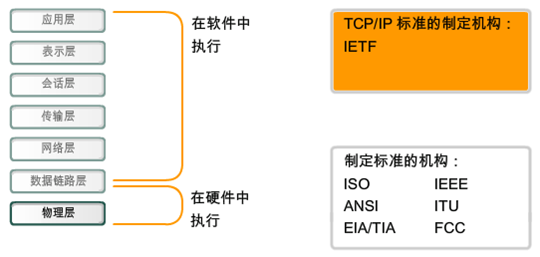 应用层
表示层
会话层
传输层
网络层
数据链路层
物理层
在软件中
执行
在硬件中
执行
TCP/IP 标准的制定机构：
IETF
制定标准的机构：
ISO IEEE
ANSI ITU
EIA/TIA FCC